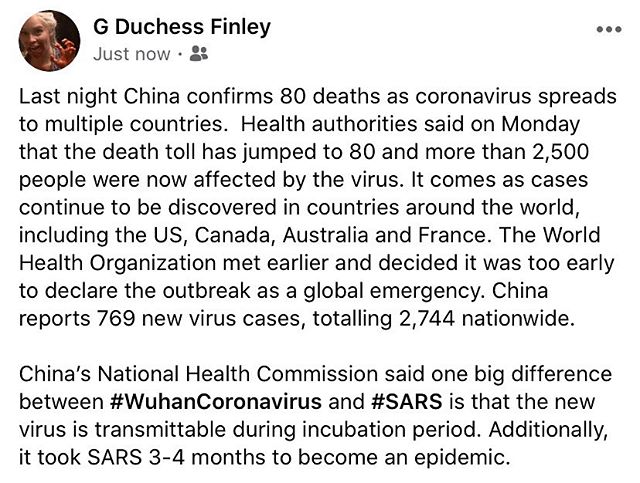 G Duchess Finley
Just now ·
Last night China confirms 80 deaths as coronavirus spreads
to multiple countries.  Health authorities said on Monday
that the death toll has jumped to 80 and more than 2,500
people were now affected by the virus. It comes as cases
continue to be discovered in countries around the world,
including the US, Canada, Australia and France. The World
Health Organization met earlier and decided it was too early
to declare the outbreak as a global emergency. China
reports 769 new virus cases, totalling 2,744 nationwide.
China’s National Health Commission said one big difference
between #WuhanCoronavirus and #SARS is that the new
virus is transmittable during incubation period. Additionally,
it took SARS 3-4 months to become an epidemic.